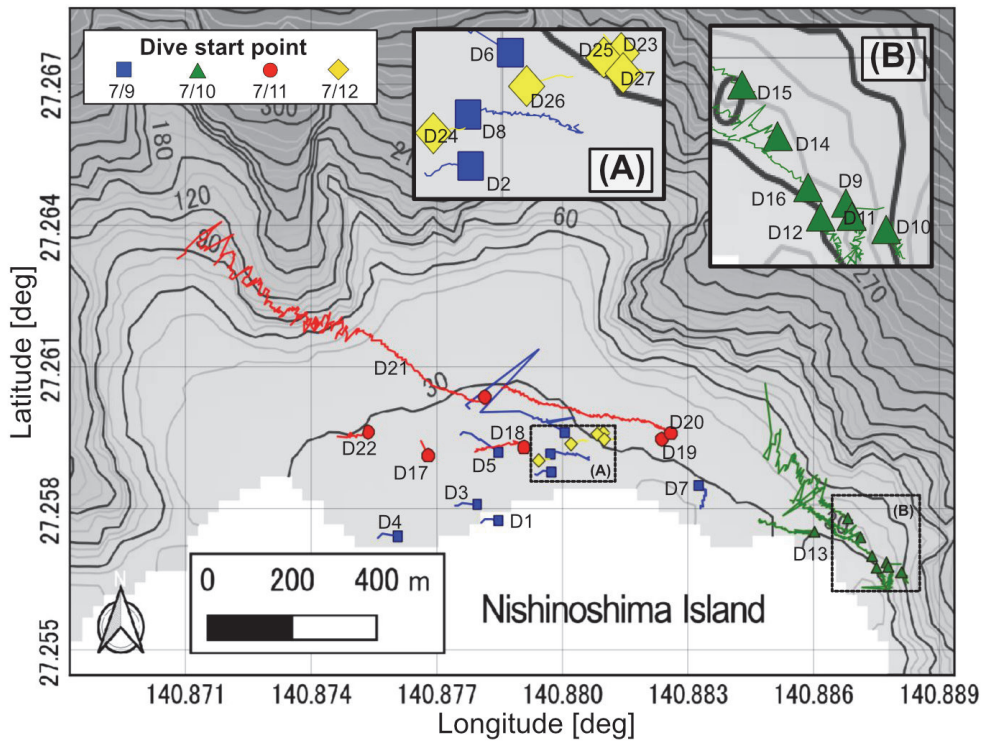 Dive start point
7/9 7/10 7/11 7/12
D6
D25
D23
D27
D26
D24
D8
D2
(A)
(B)
D15
D14
D16
D9
D11
D12
D10
180
300
120
90
60
30
210
D21
D22
D17
D18
D5
D3
D4
D1
D20
D19
D7
D13
(A)
(B)
N
0 200 400 m
Nishinoshima Island
27.267
27.264
27.261
27.258
27.255
Latitude [deg]
140.871 140.874 140.877 140.880 140.883 140.886 140.889
Longitude [deg]